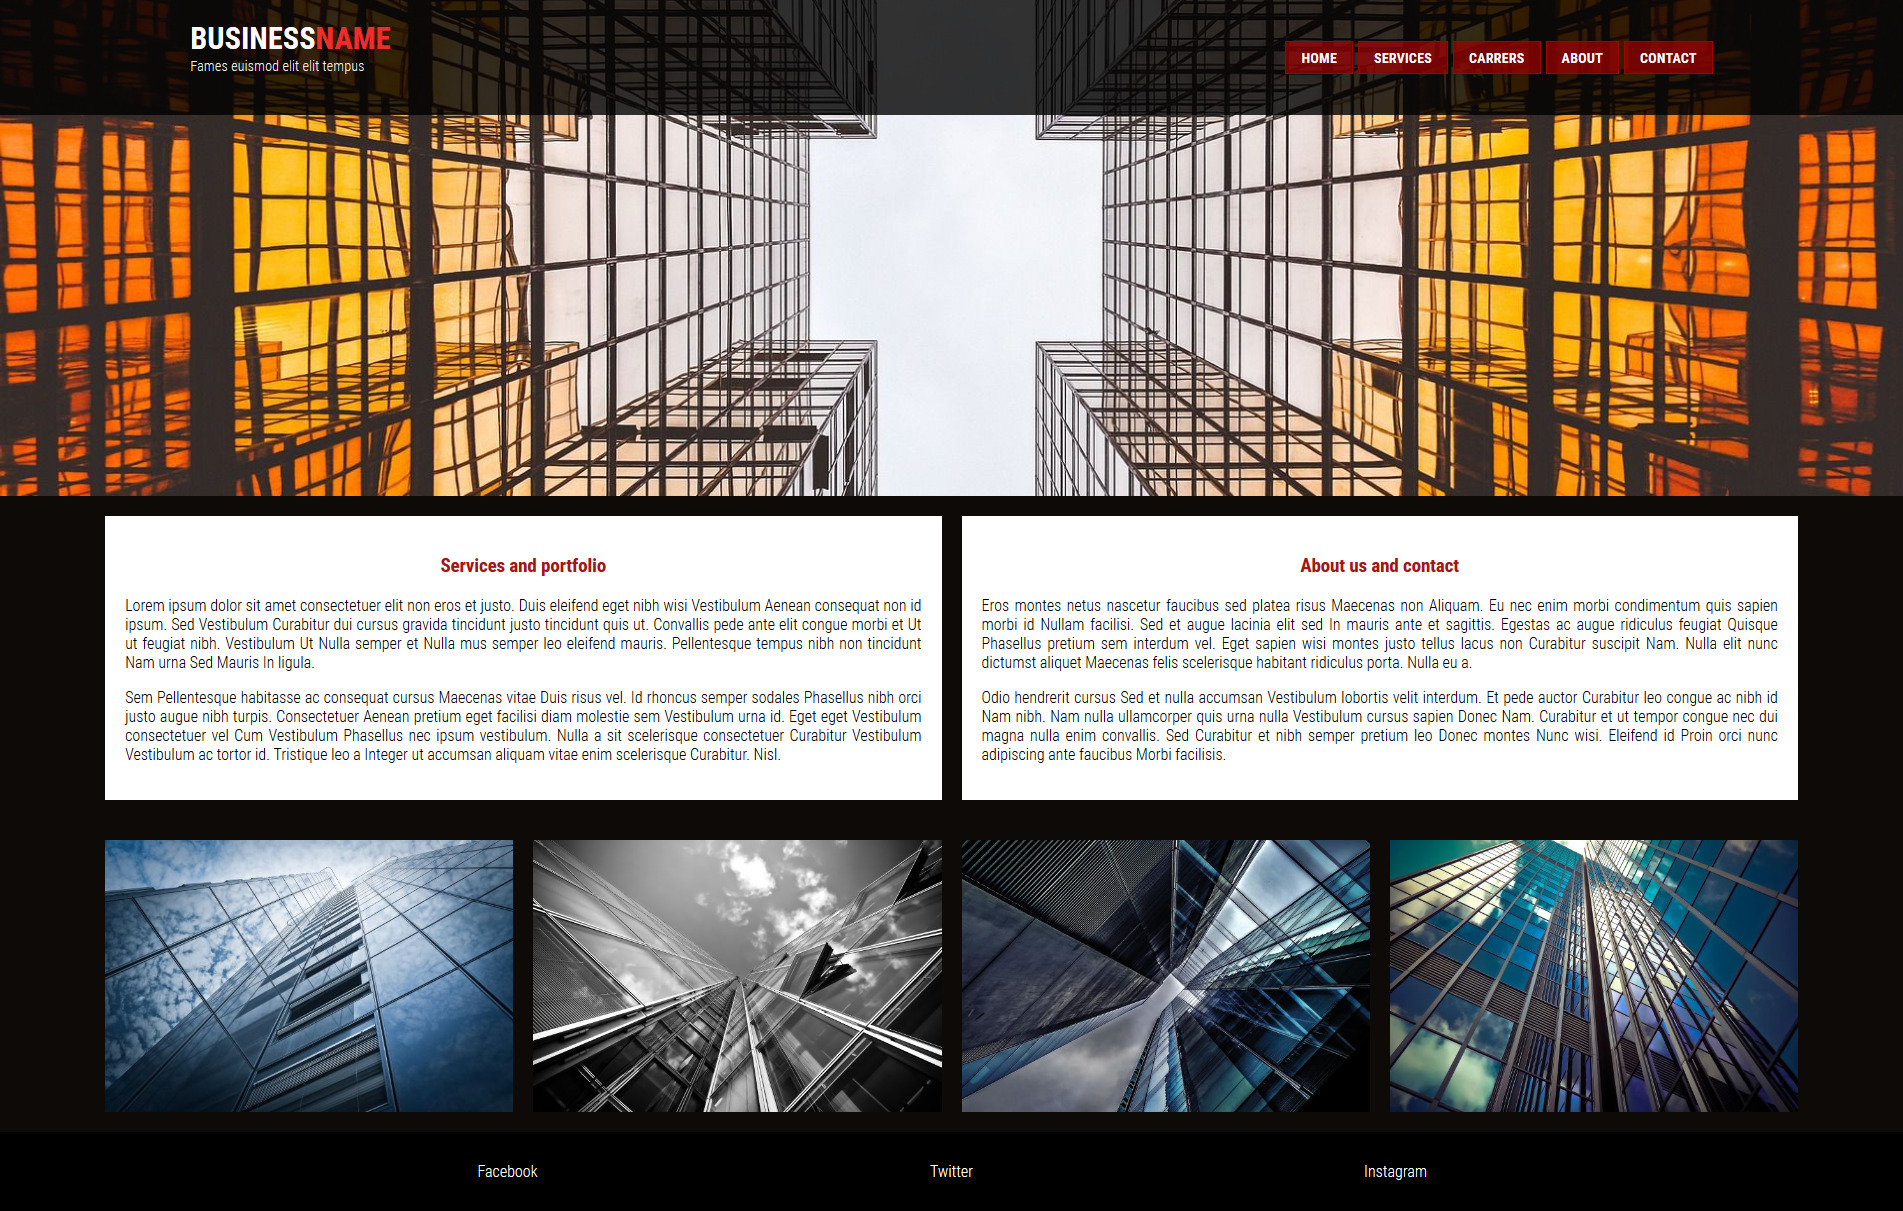 BUSINESSNAME
Fames euismod elit elit tempus
HOME SERVICES CARRERS ABOUT CONTACT
Services and portfolio
Lorem ipsum dolor sit amet consectetuer elit non eros et justo. Duis eleifend eget nibh wisi Vestibulum Aenean consequat non id
ipsum. Sed Vestibulum Curabitur dui cursus gravida tincidunt justo tincidunt quis ut. Convallis pede ante elit congue morbi et Ut
ut feugiat nibh. Vestibulum Ut Nulla semper et Nulla mus semper leo eleifend mauris. Pellentesque tempus nibh non tincidunt
Nam urna Sed Mauris In ligula.
Sem Pellentesque habitasse ac consequat cursus Maecenas vitae Duis risus vel. Id rhoncus semper sodales Phasellus nibh orci
justo augue nibh turpis. Consectetuer Aenean pretium eget facilisi diam molestie sem Vestibulum urna id. Eget eget Vestibulum
consectetuer vel Cum Vestibulum Phasellus nec ipsum vestibulum. Nulla a sit scelerisque consectetuer Curabitur Vestibulum
Vestibulum ac tortor id. Tristique leo a Integer ut accumsan aliquam vitae enim scelerisque Curabitur. Nisl.
About us and contact
Eros montes netus nascetur faucibus sed platea risus Maecenas non Aliquam. Eu nec enim morbi condimentum quis sapien
morbi id Nullam facilisi. Sed et augue lacinia elit sed In mauris ante et sagittis. Egestas ac augue ridiculus feugiat Quisque
Phasellus pretium sem interdum vel. Eget sapien wisi montes justo tellus lacus non Curabitur suscipit Nam. Nulla elit nunc
dictumst aliquet Maecenas felis scelerisque habitant ridiculus porta. Nulla eu a.
Odio hendrerit cursus Sed et nulla accumsan Vestibulum lobortis velit interdum. Et pede auctor Curabitur leo congue ac nibh id
Nam nibh. Nam nulla ullamcorper quis urna nulla Vestibulum cursus sapien Donec Nam. Curabitur et ut tempor congue nec dui
magna nulla enim convallis. Sed Curabitur et nibh semper pretium leo Donec montes Nunc wisi. Eleifend id Proin orci nunc
adipiscing ante faucibus Morbi facilisis.
Facebook Twitter Instagram